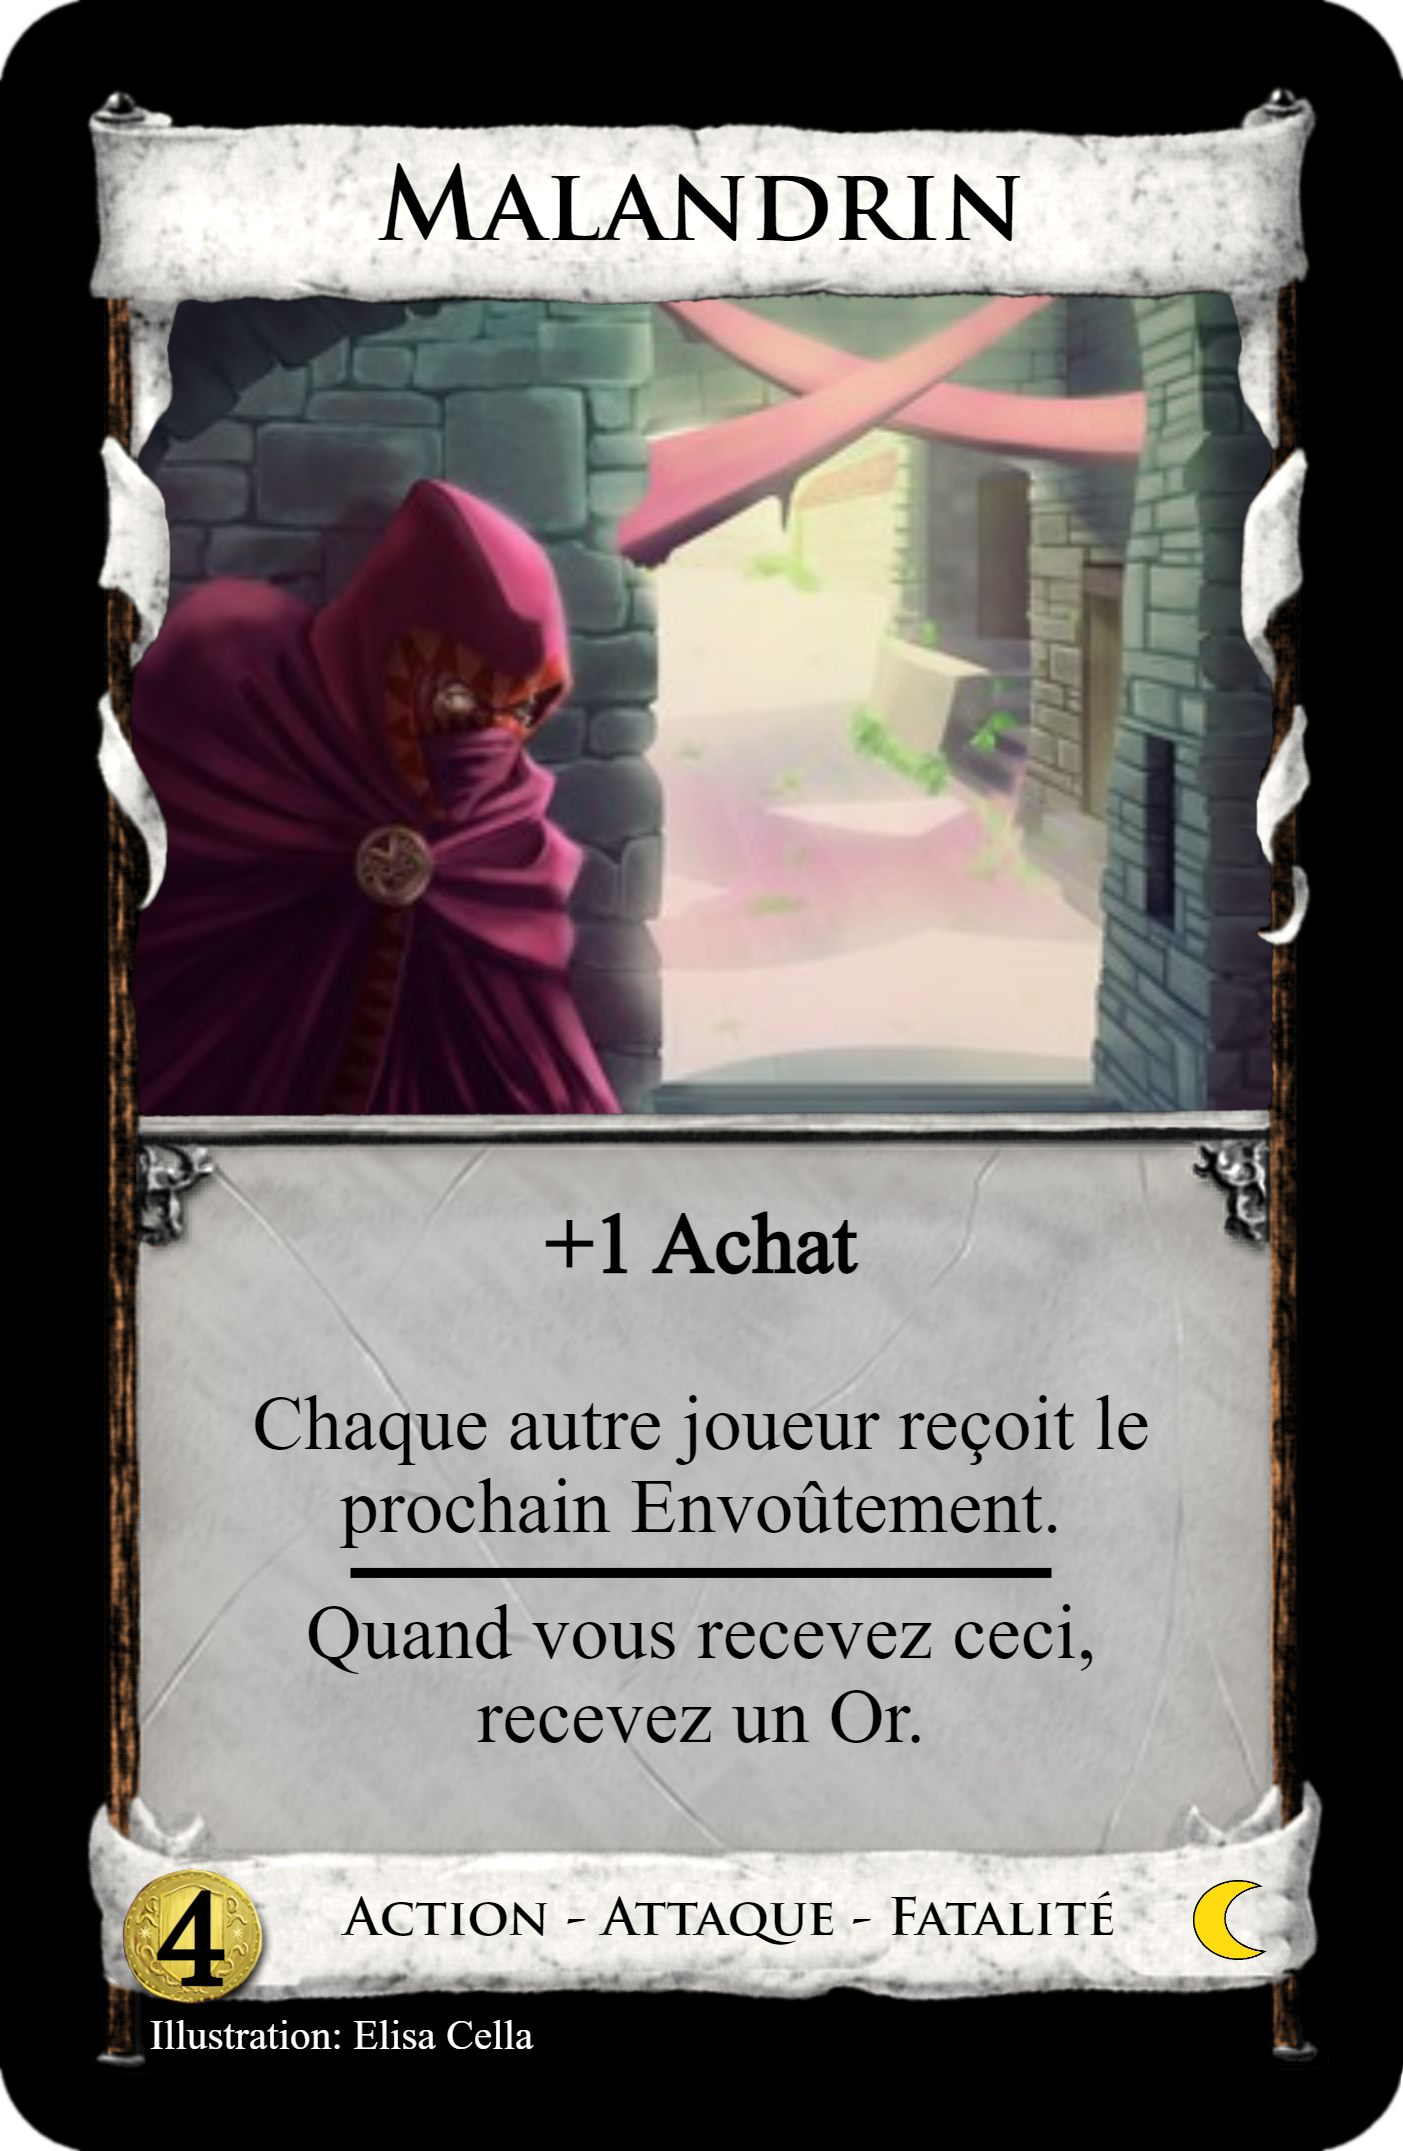 Malandrin
+1 Achat
Chaque autre joueur reçoit le
prochain Envoûtement.
Quand vous recevez ceci,
recevez un Or.
4 Action - Attaque - Fatalité
Illustration: Elisa Cella